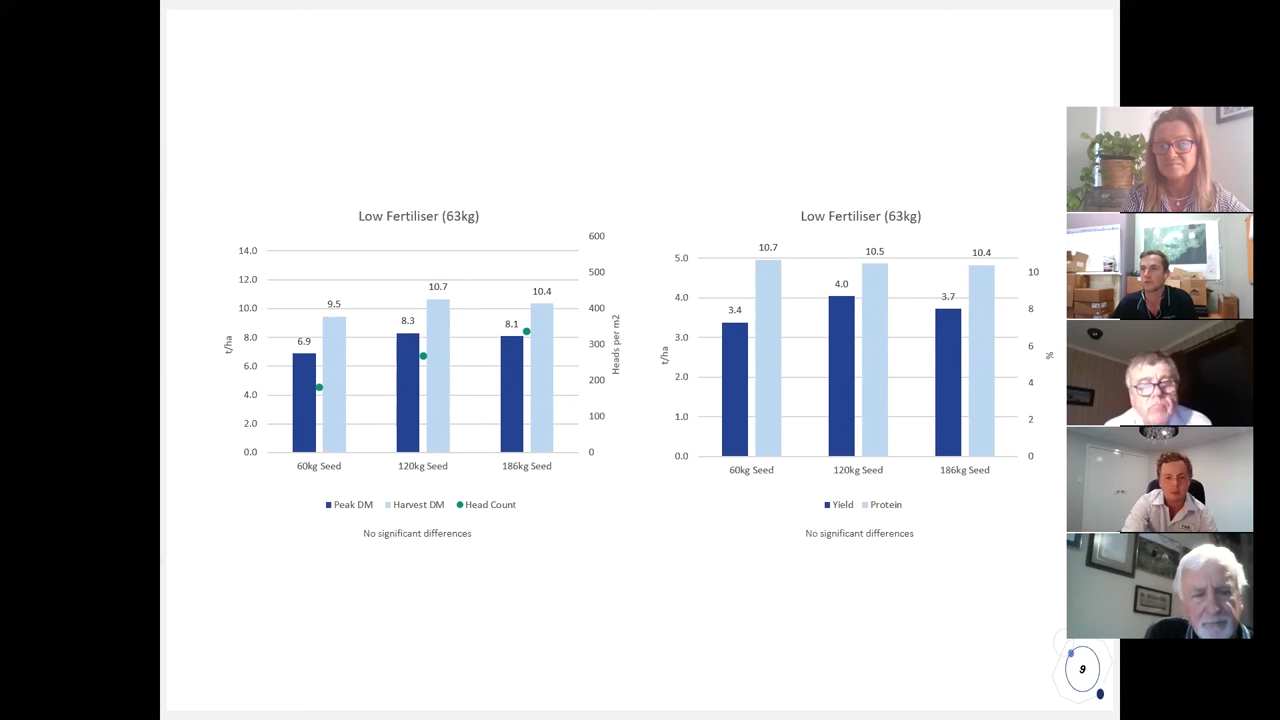 Low Fertiliser (63kg)
14.0
12.0
10.0
8.0
6.0
4.0
2.0
0.0
t/ha
600
500
400
300
200
100
0
Heads per m2
6.9
9.5
8.3
10.7
8.1
10.4
60kg Seed
120kg Seed
186kg Seed
Peak DM Harvest DM Head Count
No significant differences
Low Fertiliser (63kg)
5.0
4.0
3.0
2.0
1.0
0.0
t/ha
10
8
6
4
2
0
%
3.4
10.7
4.0
10.5
3.7
10.4
60kg Seed
120kg Seed
186kg Seed
Yield Protein
No significant differences
9